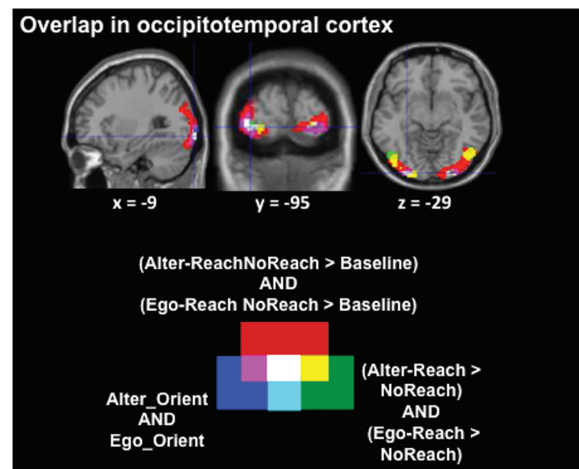 Overlap in occipitotemporal cortex
x = -9 y = -95 z = -29
(Alter-ReachNoReach > Baseline)
AND
(Ego-Reach NoReach > Baseline)
Alter_Orient
AND
Ego_Orient
(Alter-Reach >
NoReach)
AND
(Ego-Reach >
NoReach)